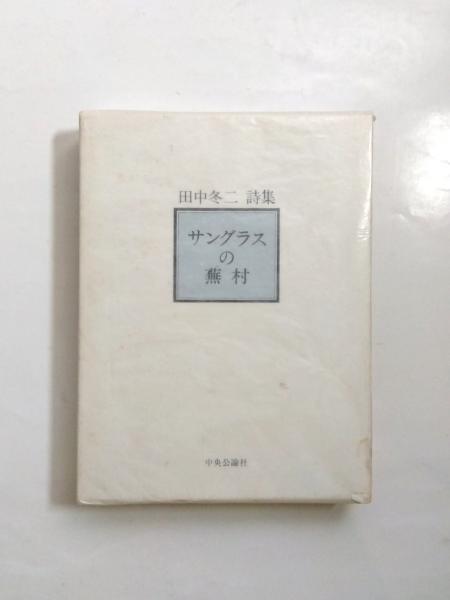 田中冬二 詩集
サングラス
の
蕪村
中央公論社